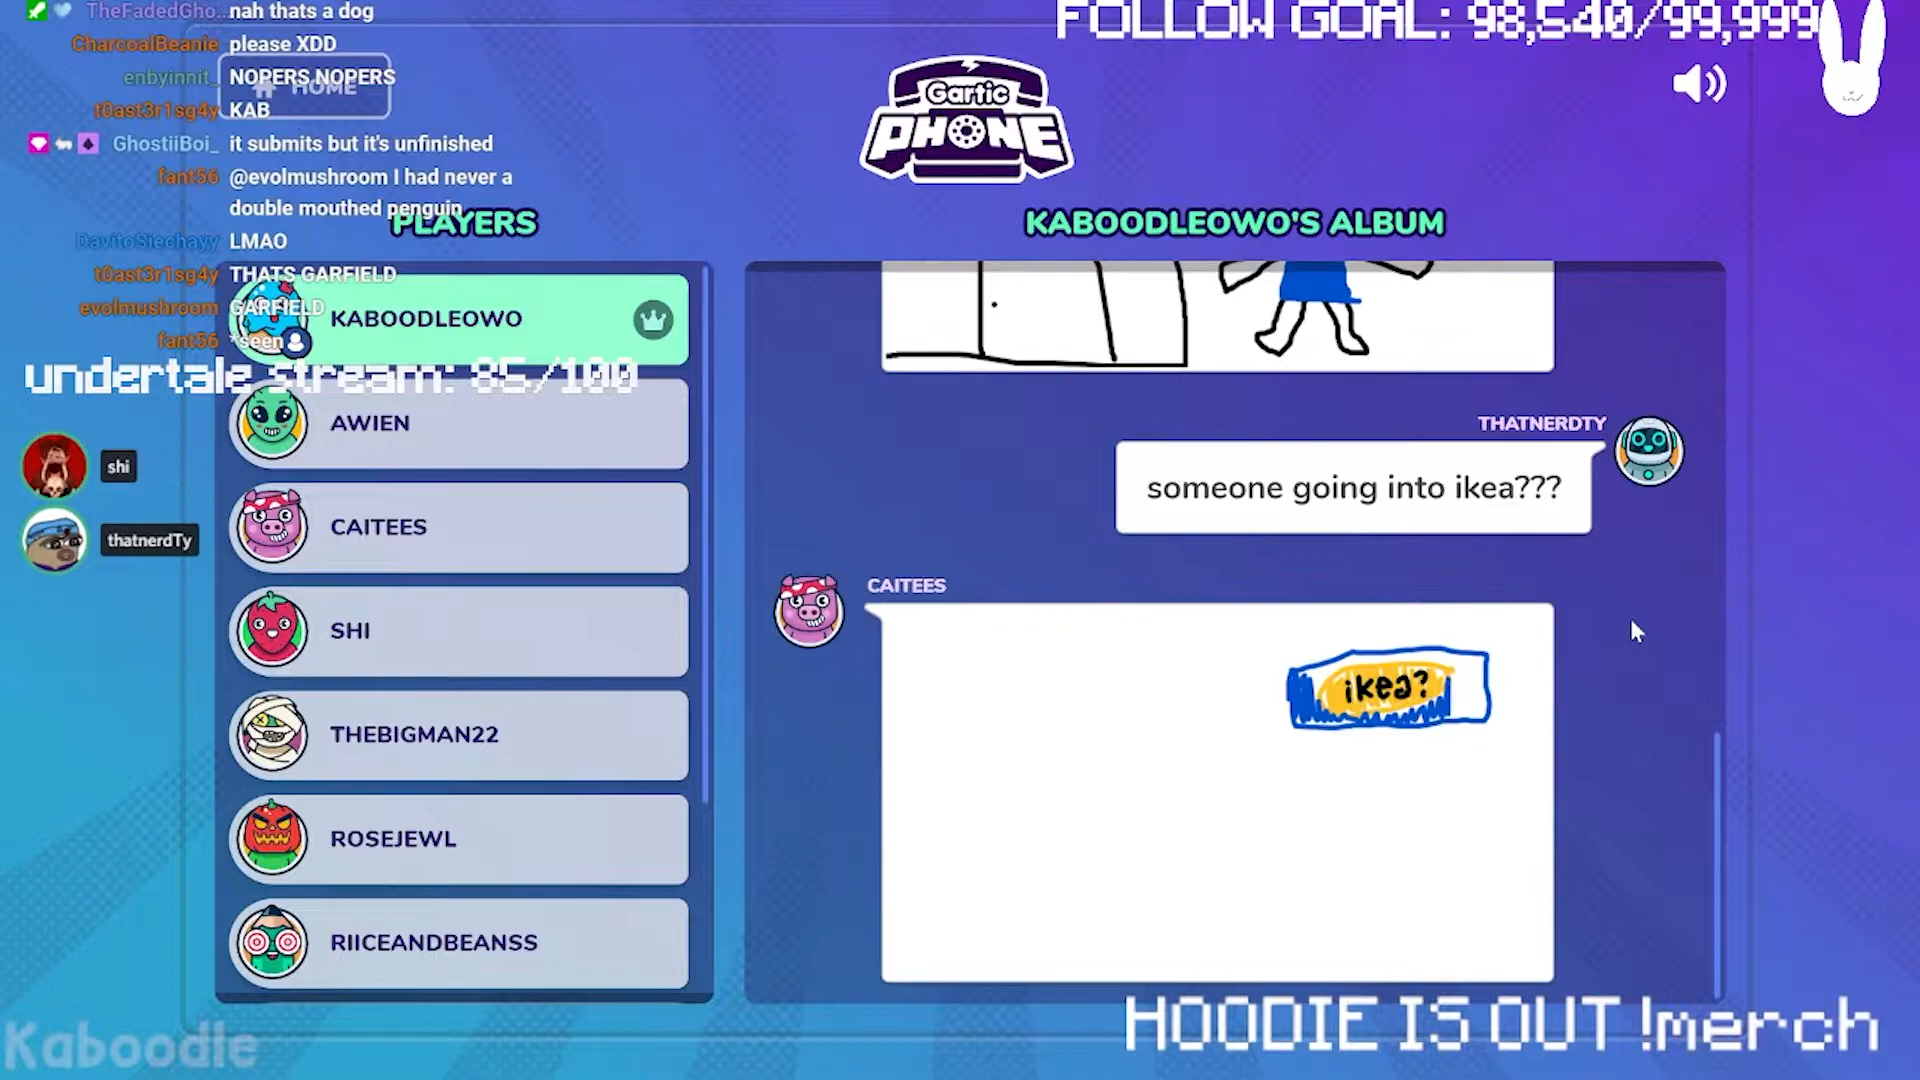 TheFadedGho... nah thats a dog
CharcoalBeanie please XDD
enbyinnit_ NOPERS NOPERS
t0ast3r1sg4y KAB
GhostiiBoi_ it submits but it's unfinished
fant56 @evolmushroom I had never a
double mouthed penguin
DavitoSiechayy LMAO
t0ast3r1sg4y THATS GARFIELD
evolmushroom GARFIELD
fant56 *seen
HOME
undertale stream: 85/100
shi
thatnerdTy
FOLLOW GOAL: 98,540/99,999
Gartic
PHONE
PLAYERS
KABOODLEOWO
AWIEN
CAITEES
SHI
THEBIGMAN22
ROSEJEWL
RIICEANDBEANSS
KABOODLEOWO'S ALBUM
THATNERDTY
someone going into ikea???
CAITEES
ikea?
HOODIE IS OUT !merch
Kaboodle